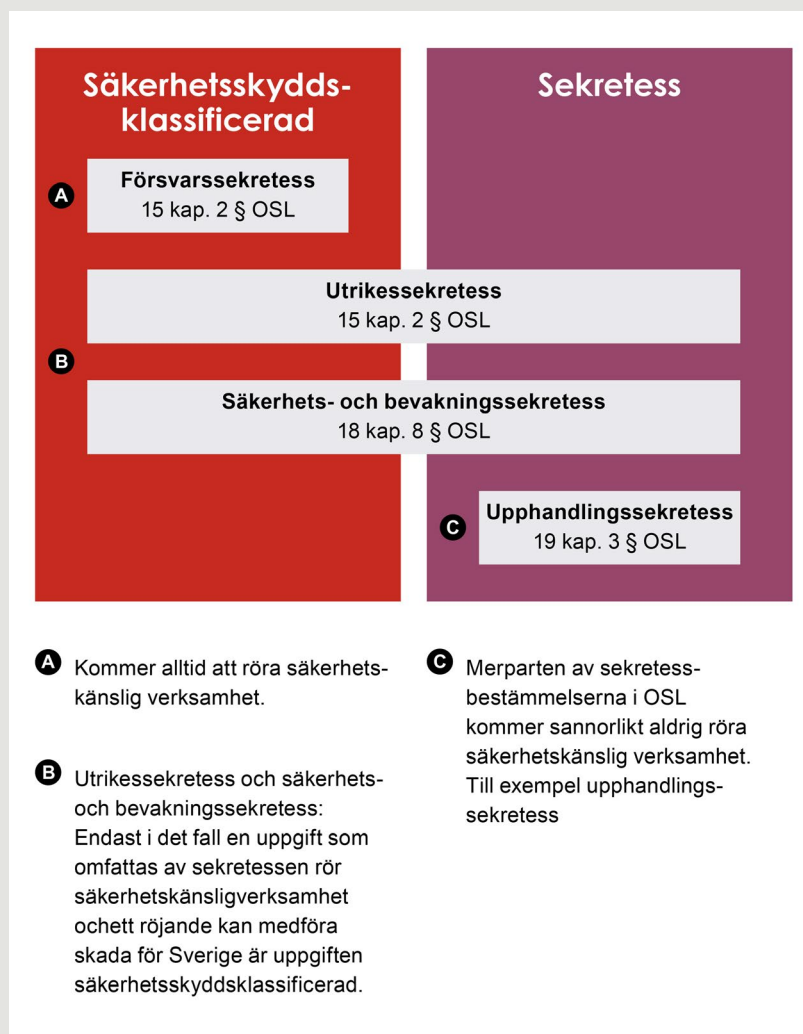 Säkerhetsskydds-
klassificerad
Sekretess
A
Försvarssekretess
15 kap. 2 § OSL
Utrikessekretess
15 kap. 2 § OSL
B
Säkerhets- och bevakningssekretess
18 kap. 8 § OSL
C
Upphandlingssekretess
19 kap. 3 § OSL
A Kommer alltid att röra säkerhets-
känslig verksamhet.
B Utrikessekretess och säkerhets-
och bevakningssekretess:
Endast i det fall en uppgift som
omfattas av sekretessen rör
säkerhetskänsligverksamhet
ochett röjande kan medföra
skada för Sverige är uppgiften
säkerhetsskyddsklassificerad.
C Merparten av sekretess-
bestämmelserna i OSL
kommer sannorlikt aldrig röra
säkerhetskänslig verksamhet.
Till exempel upphandlings-
sekretess